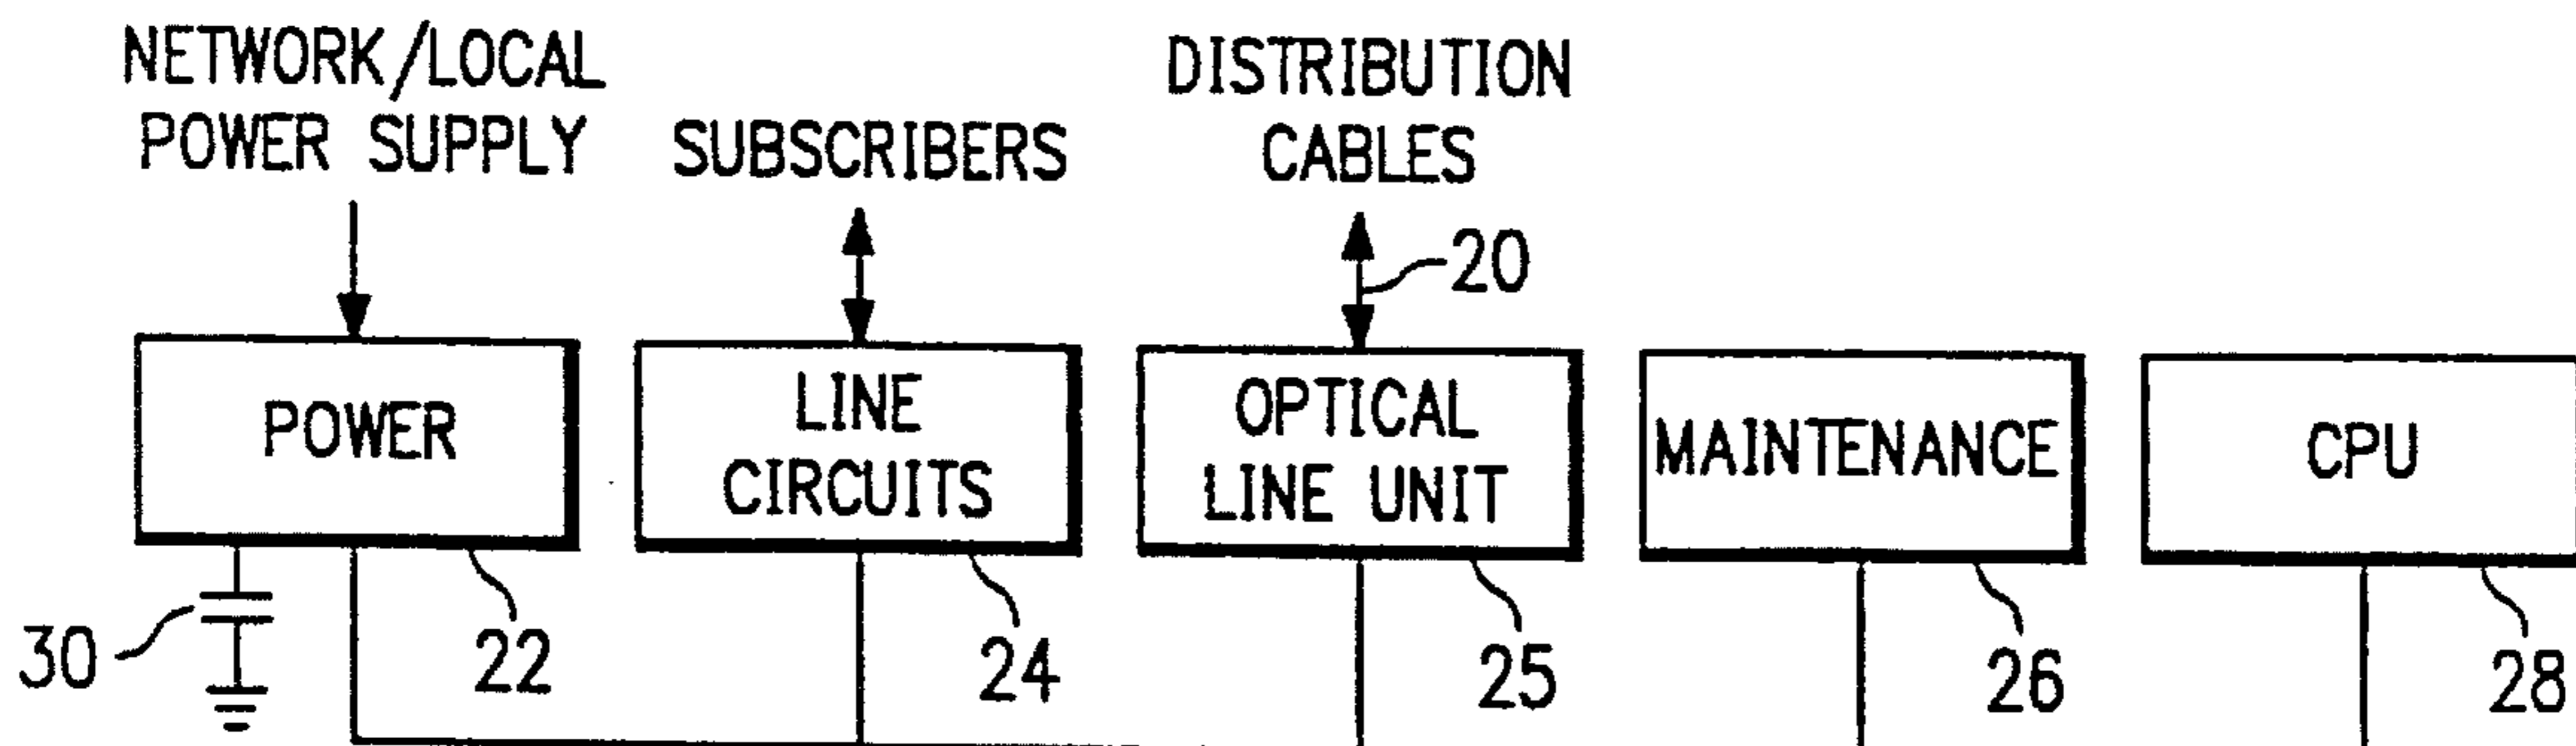 NETWORK/LOCAL
POWER SUPPLY
SUBSCRIBERS
DISTRIBUTION
CABLES
20
POWER
LINE
CIRCUITS
OPTICAL
LINE UNIT
MAINTENANCE
CPU
30
22
24
25
26
28